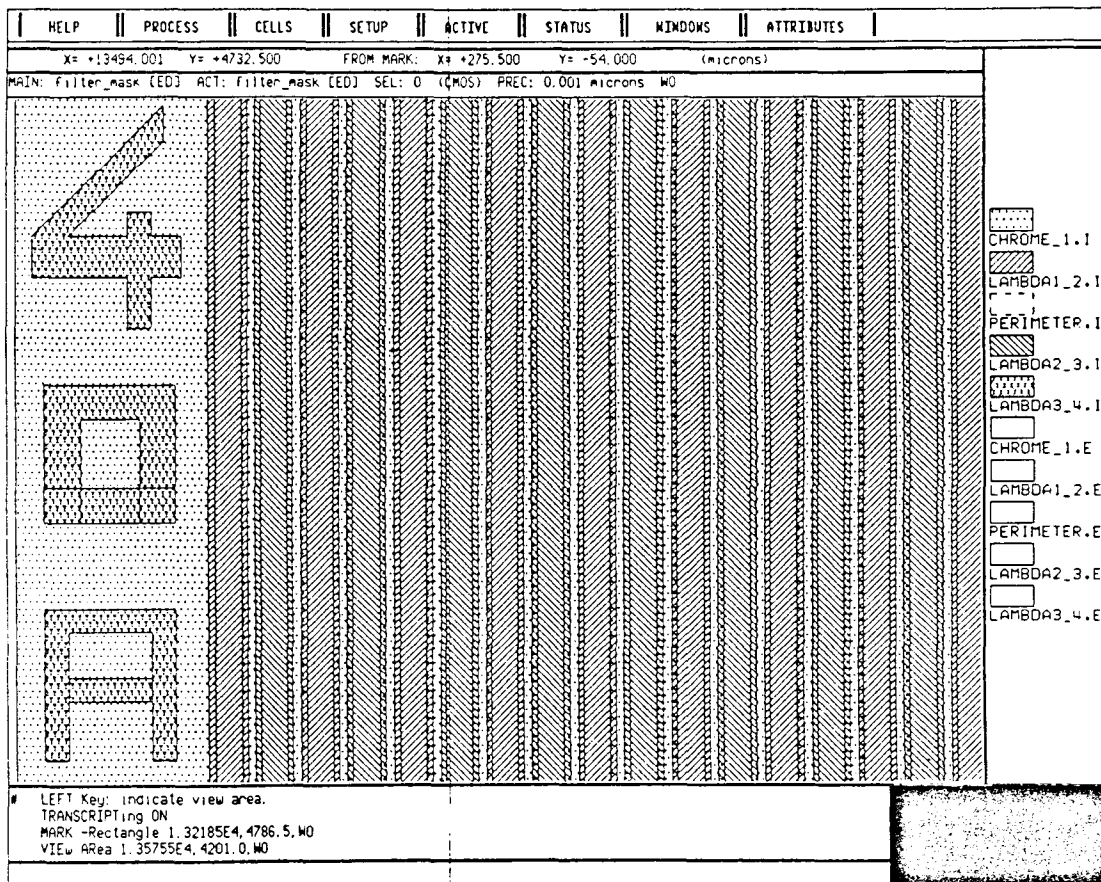 HELP PROCESS CELLS SETUP ACTIVE STATUS WINDOWS ATTRIBUTES
X= +13494.001 Y= +4732.500 FROM MARK: X= +275.500 Y= -54.000 (microns)
MAIN: filter_mask [ED] ACT: filter_mask [ED] SEL: 0 (CMOS) PREC: 0.001 microns W0
4
O
A
CHROME_1.I
LAMBDA1_2.I
PERIMETER.I
LAMBDA2_3.I
LAMBDA3_4.I
CHROME_1.E
LAMBDA1_2.E
PERIMETER.E
LAMBDA2_3.E
LAMBDA3_4.E
# LEFT Key: indicate view area.
TRANSCRIPTing ON
MARK -Rectangle 1.32185E4,4786.5,W0
VIEw ARea 1.35755E4,4201.0,W0